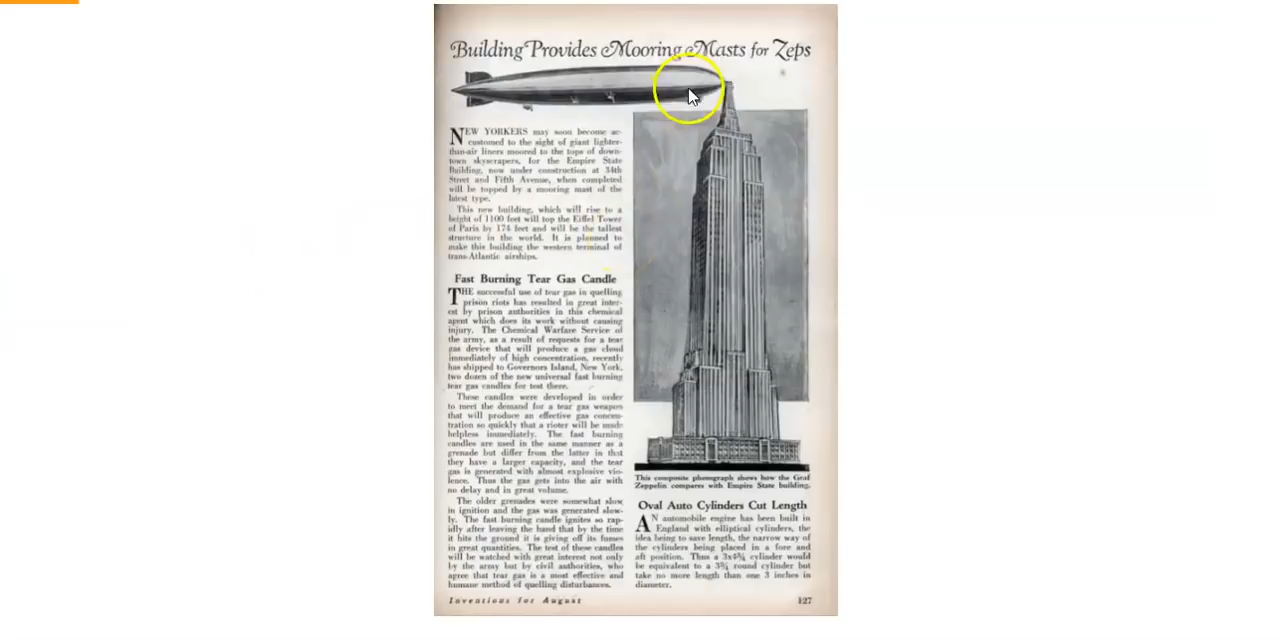 Building Provides Mooring Masts for Zeps
NEW YORKERS may soon become ac-
customed to the sight of giant lighter-
than-air liners moored to the tops of down-
town skyscrapers, for the Empire State
Building, now under construction at 34th
Street and Fifth Avenue, when completed
will be topped by a mooring mast of the
latest type.
This new building, which will rise to a
height of 1100 feet will top the Eiffel Tower
of Paris by 174 feet and will be the tallest
structure in the world. It is planned to
make this building the western terminal of
trans-Atlantic airships.
Fast Burning Tear Gas Candle
THE successful use of tear gas in quelling
prison riots has resulted in great inter-
est by prison authorities in this chemical
agent which does its work without causing
injury. The Chemical Warfare Service of
the army, as a result of requests for a tear
gas device that will produce a gas cloud
immediately of high concentration, recently
has shipped to Governors Island, New York,
two dozen of the new universal fast burning
tear gas candles for test there.
These candles were developed in order
to meet the demand for a tear gas weapon
that will produce an effective gas concen-
tration so quickly that a rioter will be made
helpless immediately. The fast burning
candles are used in the same manner as a
grenade but differ from the latter in that
they have a larger capacity, and the tear
gas is generated with almost explosive vio-
lence. Thus the gas gets into the air with
no delay and in great volume.
The older grenades were somewhat slow
in ignition and the gas was generated slow-
ly. The fast burning candle ignites so rap-
idly after leaving the hand that by the time
it hits the ground it is giving off its fumes
in great quantities. The test of these candles
will be watched with great interest not only
by the army but by civil authorities, who
agree that tear gas is a most effective and
humane method of quelling disturbances.
This composite photograph shows how the Graf
Zeppelin compares with Empire State building.
Oval Auto Cylinders Cut Length
AN automobile engine has been built in
England with elliptical cylinders, the
idea being to save length, the narrow way of
the cylinders being placed in a fore and
aft position. Thus a cylinder would
be equivalent to a round cylinder but
take no more length than one 3 inches in
diameter.
Inventions for August
127